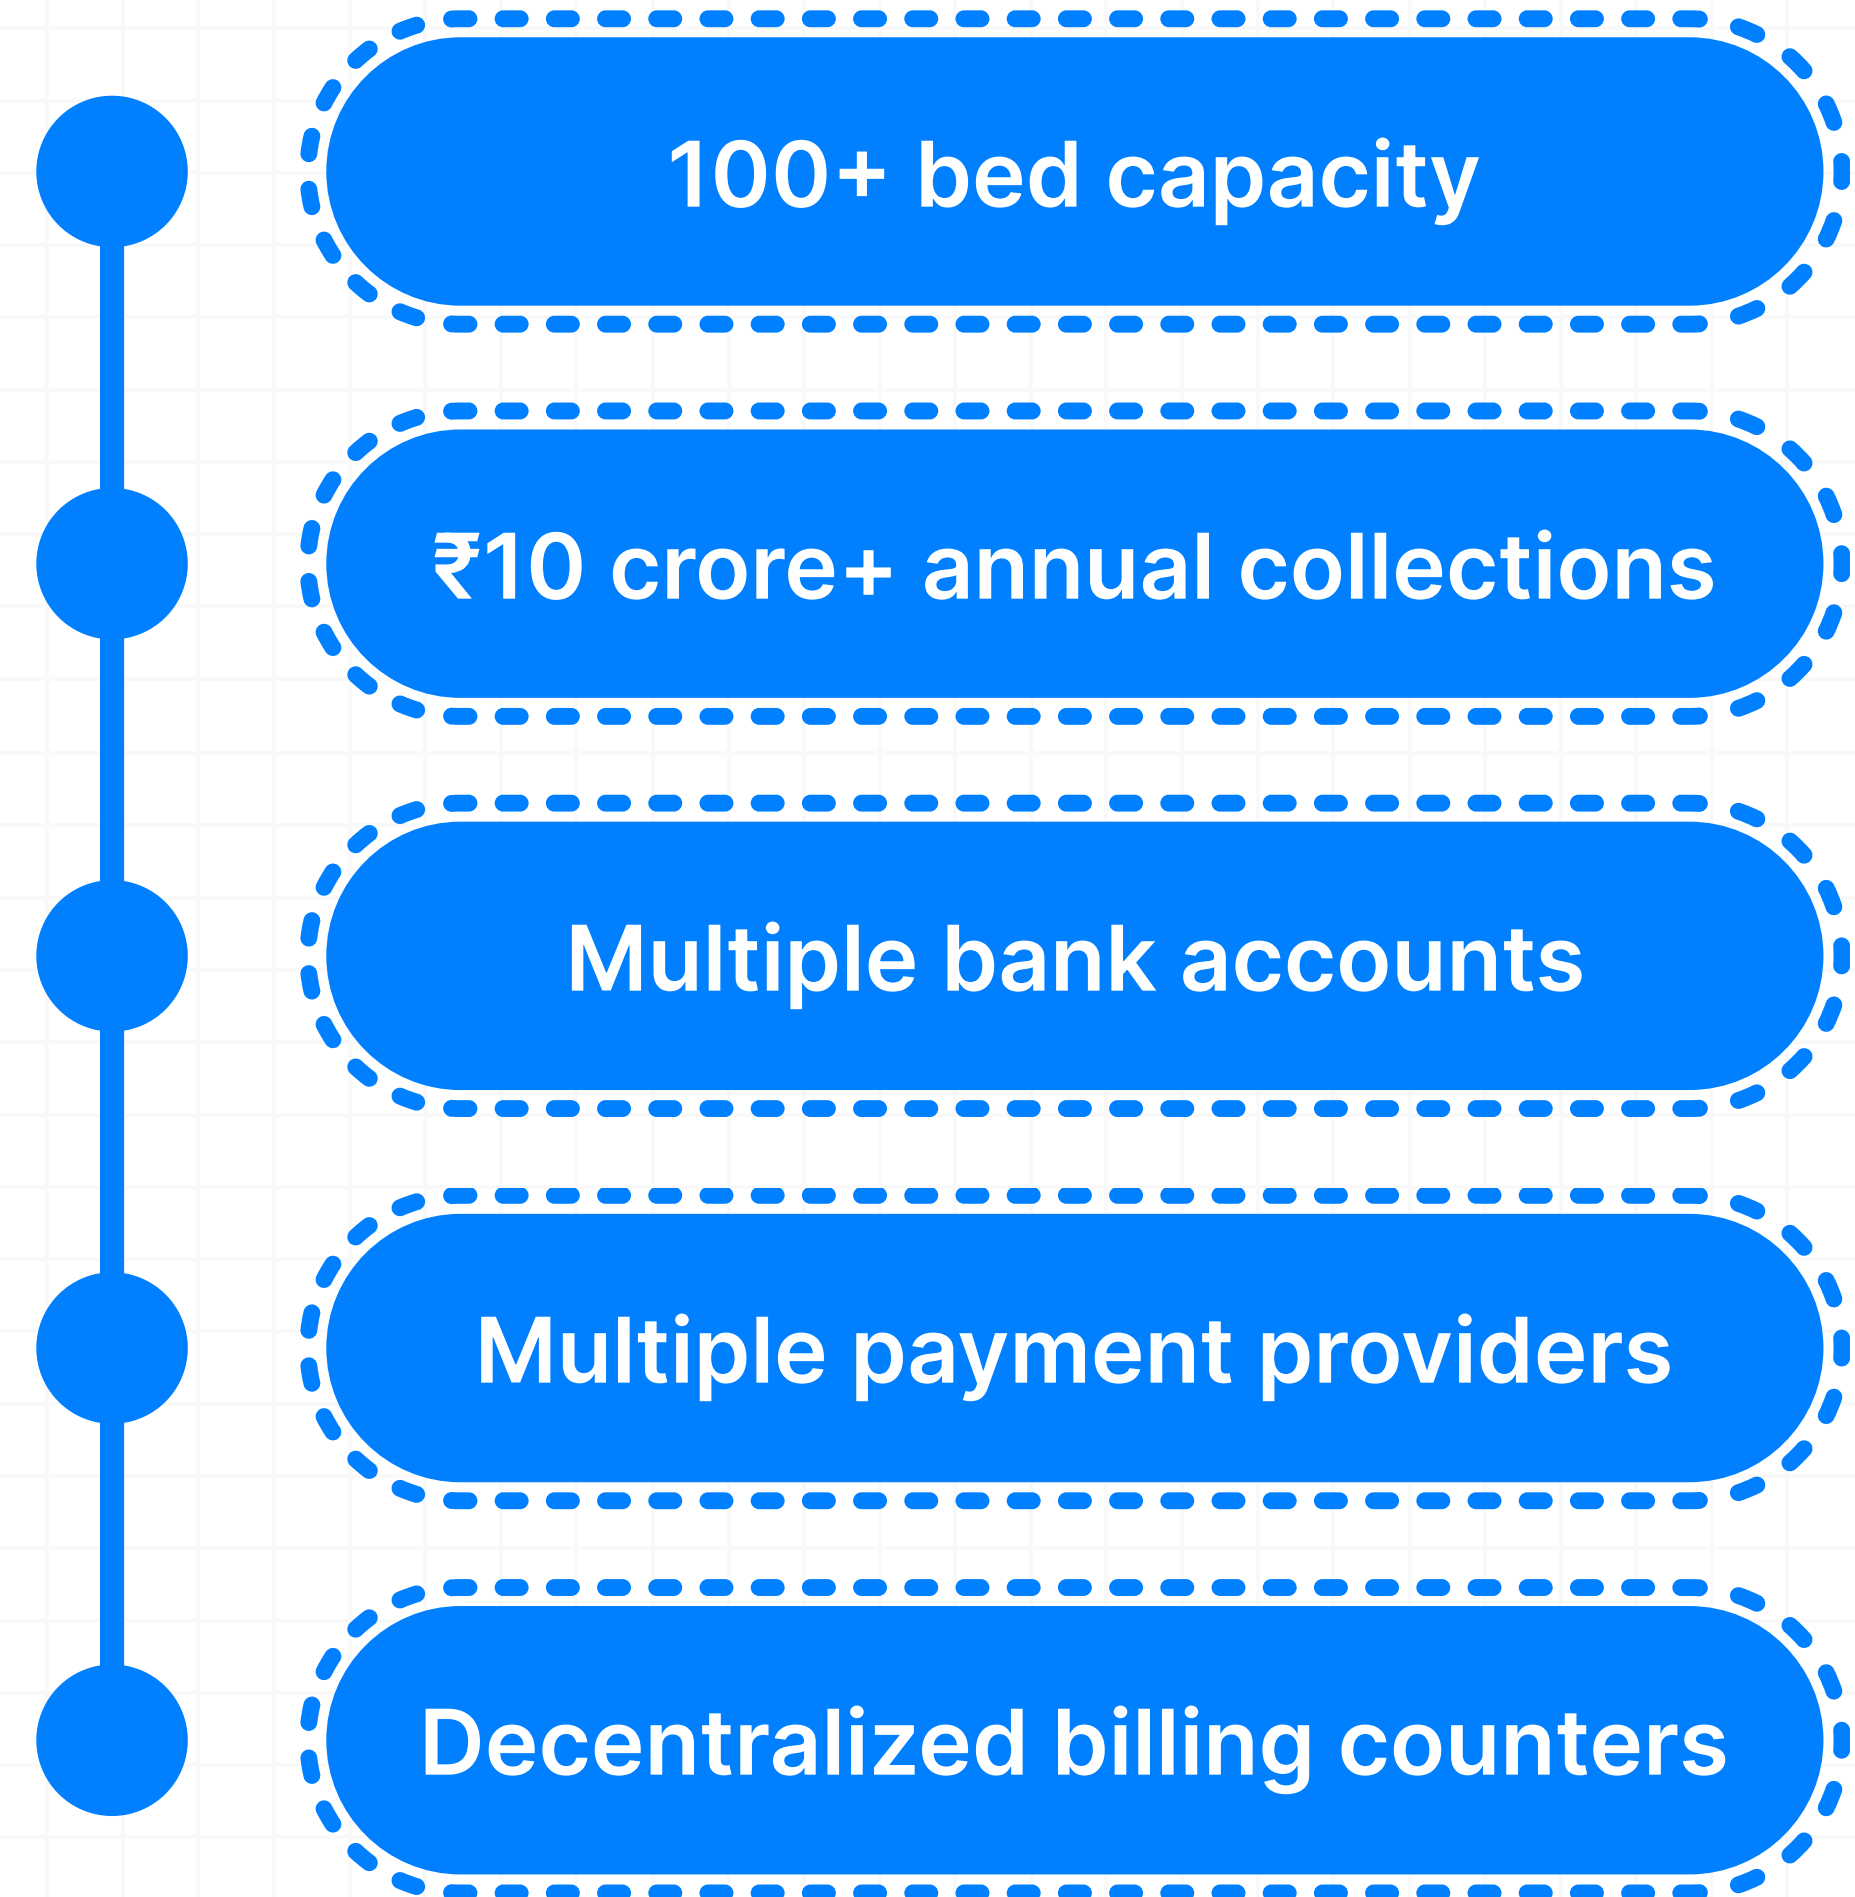 100+ bed capacity
₹10 crore+ annual collections
Multiple bank accounts
Multiple payment providers
Decentralized billing counters